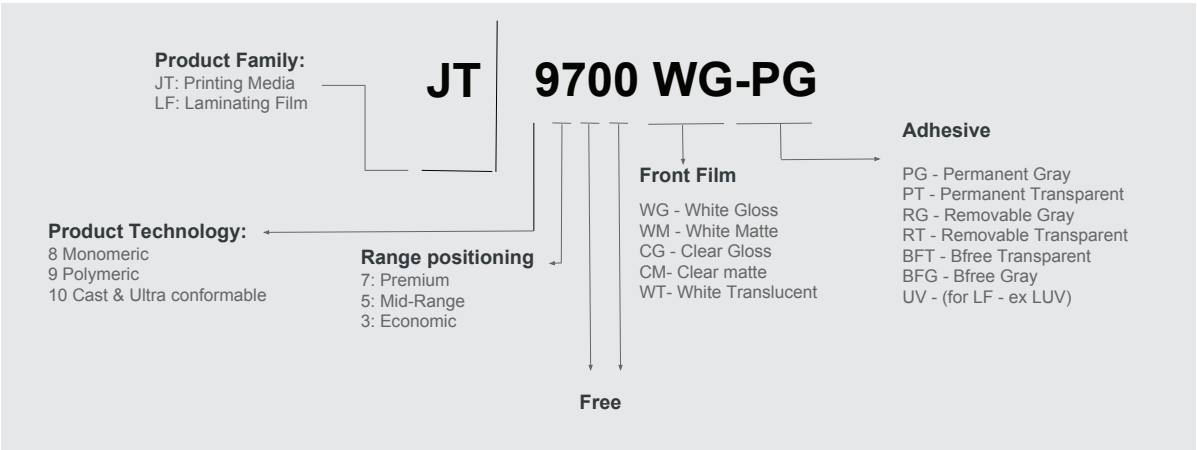 Product Family:
JT: Printing Media
LF: Laminating Film
JT 9700 WG-PG
Adhesive
PG - Permanent Gray
PT - Permanent Transparent
RG - Removable Gray
RT - Removable Transparent
BFT - Bfree Transparent
BFG - Bfree Gray
UV - (for LF - ex LUV)
Front Film
WG - White Gloss
WM - White Matte
CG - Clear Gloss
CM- Clear matte
WT- White Translucent
Product Technology:
8 Monomeric
9 Polymeric
10 Cast & Ultra conformable
Range positioning
7: Premium
5: Mid-Range
3: Economic
Free